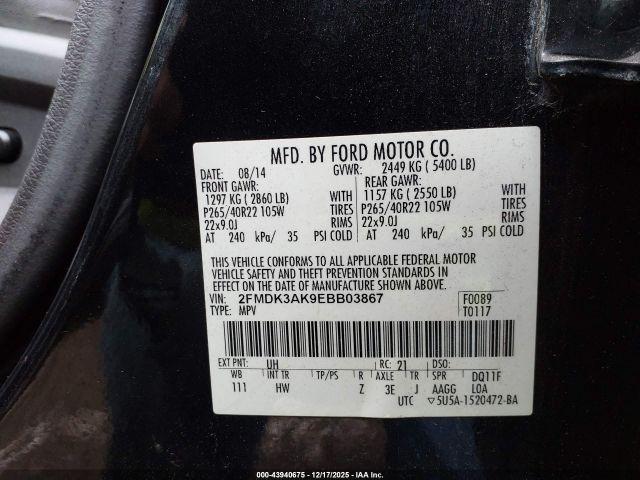 MFD. BY FORD MOTOR CO.
DATE: 08/14 GVWR: 2449 KG ( 5400 LB)
FRONT GAWR: REAR GAWR:
1297 KG ( 2860 LB) WITH 1157 KG ( 2550 LB) WITH
P265/40R22 105W TIRES P265/40R22 105W TIRES
22x9.0J RIMS 22x9.0J RIMS
AT 240 kPa/ 35 PSI COLD AT 240 kPa/ 35 PSI COLD
THIS VEHICLE CONFORMS TO ALL APPLICABLE FEDERAL MOTOR
VEHICLE SAFETY AND THEFT PREVENTION STANDARDS IN
EFFECT ON THE DATE OF MANUFACTURE SHOWN ABOVE.
VIN: 2FMDK3AK9EBB03867 F0089
TYPE: MPV T0117
EXT PNT: UH RC: 21 DSO:
WB INT TR TP/PS R AXLE TR SPR DQ11F
111 HW Z 3E J AAGG LOA
UTC ▽5U5A-1520472-BA
000-43940675 - 12/17/2025 - IAA Inc.